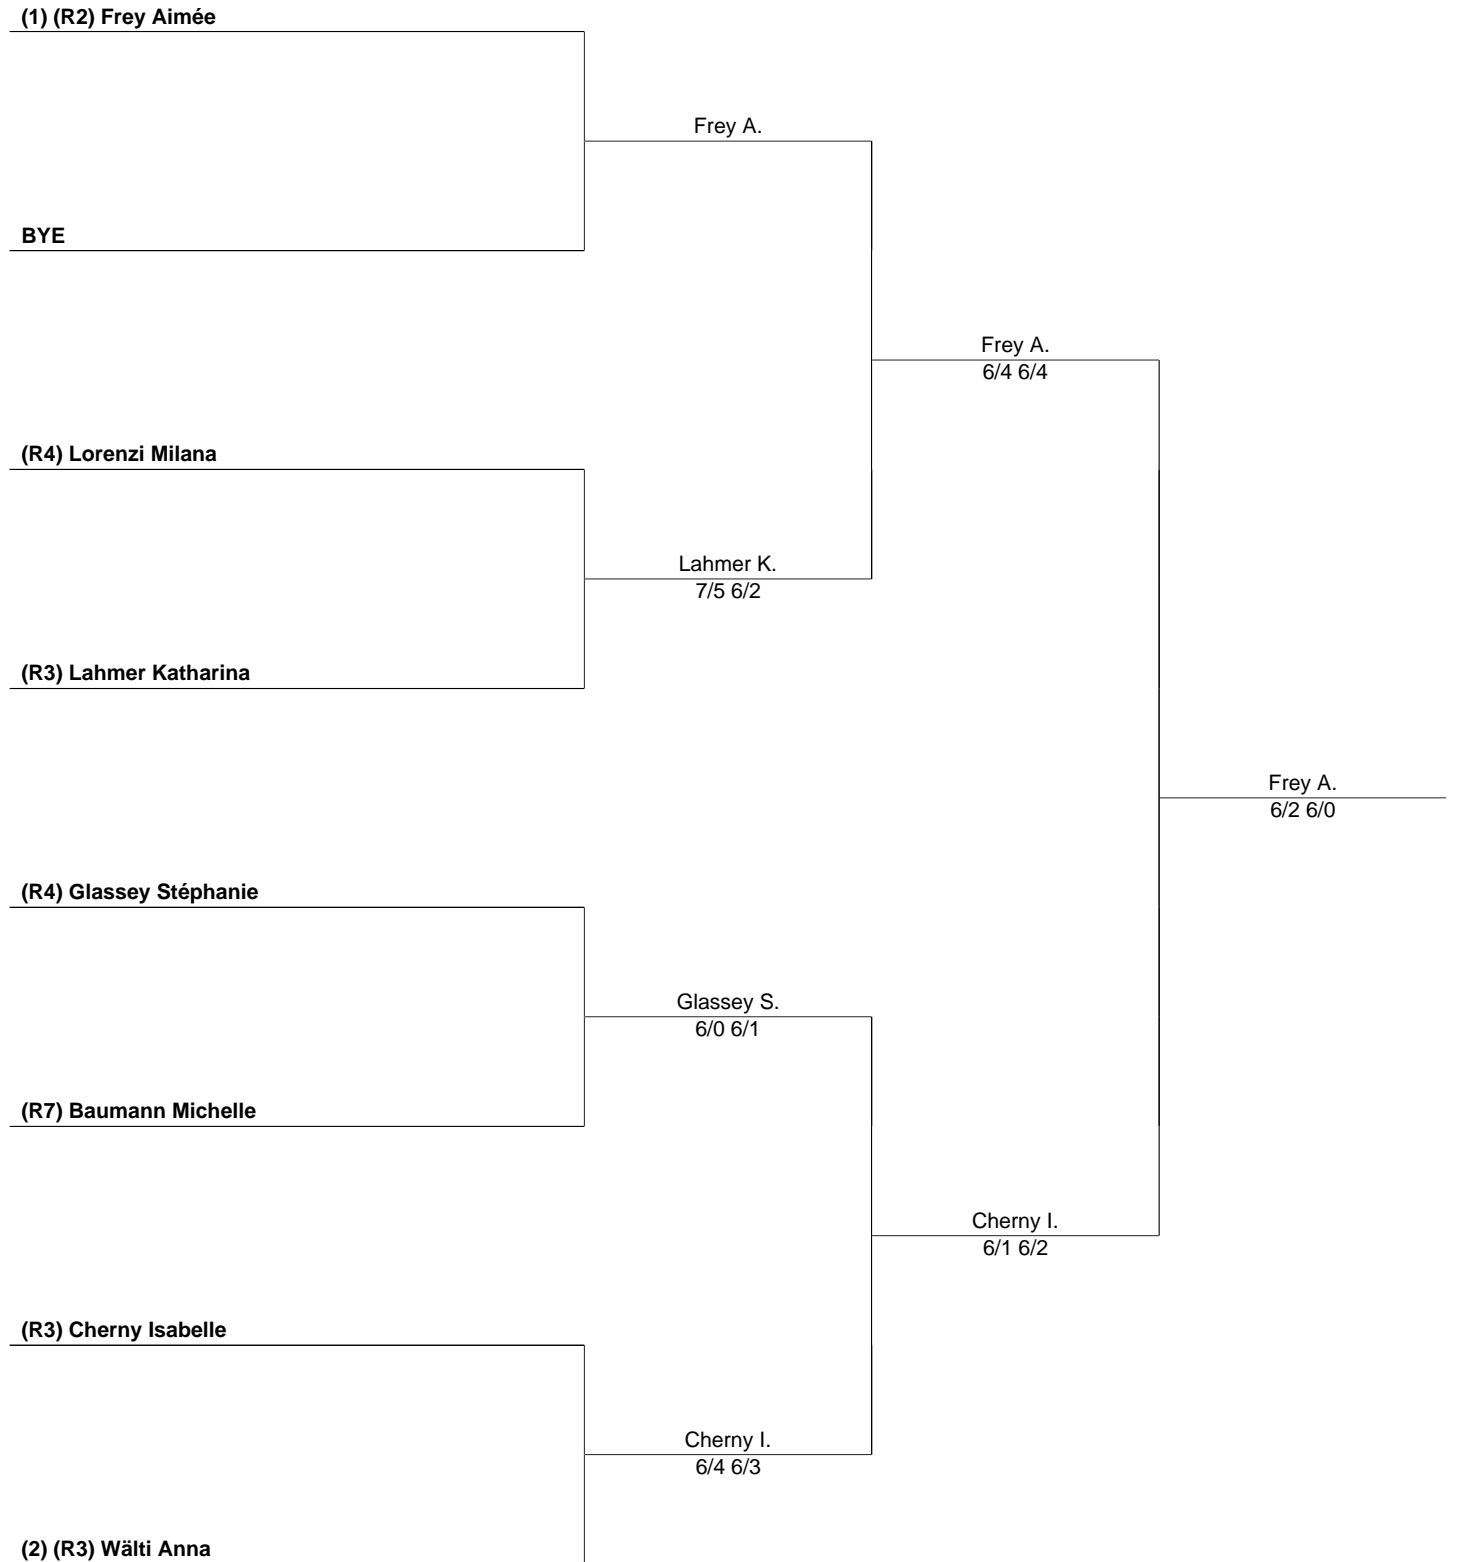 (1) (R2) Frey Aimée
Frey A.
BYE
Frey A.
6/4 6/4
(R4) Lorenzi Milana
Lahmer K.
7/5 6/2
(R3) Lahmer Katharina
Frey A.
6/2 6/0
(R4) Glassey Stéphanie
Glassey S.
6/0 6/1
(R7) Baumann Michelle
Cherny I.
6/1 6/2
(R3) Cherny Isabelle
Cherny I.
6/4 6/3
(2) (R3) Wälti Anna